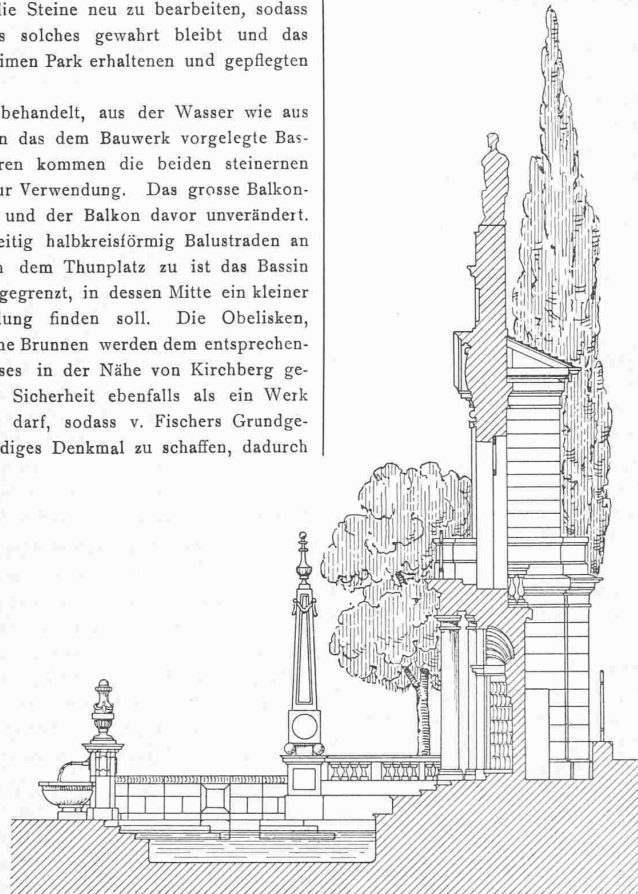 die Steine neu zu bearbeiten, sodass
s solches gewahrt bleibt und das
imen Park erhaltenen und gepflegten
behandelt, aus der Wasser wie aus
n das dem Bauwerk vorgelegte Bas-
ren kommen die beiden steinernen
ur Verwendung. Das grosse Balkon-
und der Balkon davor unverändert.
eitig halbkreisförmig Balustraden an
h dem Thunplatz zu ist das Bassin
gegrenzt, in dessen Mitte ein kleiner
lung finden soll. Die Obelisken,
ne Brunnen werden dem entsprechen-
ses in der Nähe von Kirchberg ge-
Sicherheit ebenfalls als ein Werk
darf, sodass v. Fischers Grundge-
diges Denkmal zu schaffen, dadurch